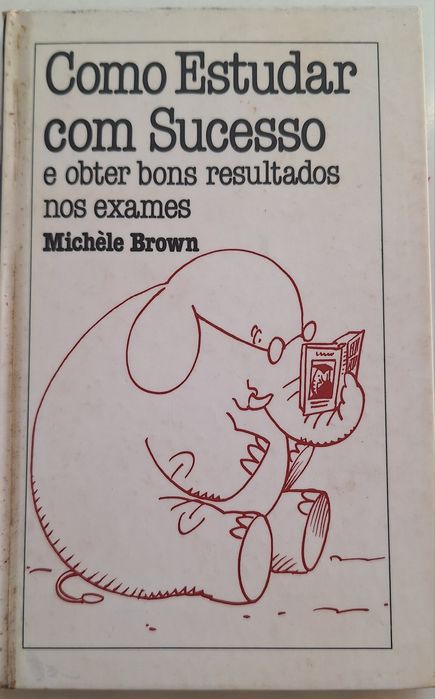 Como Estudar
com Sucesso
e obter bons resultados
nos exames
Michèle Brown